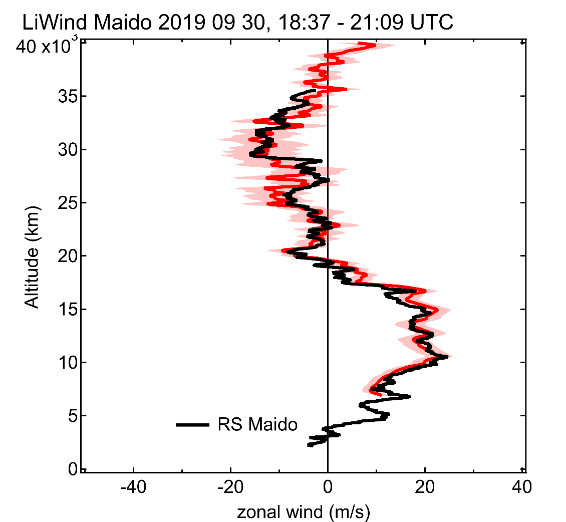 LiWind Maido 2019 09 30, 18:37 - 21:09 UTC
40 x10³
35
30
25
20
15
10
5
0
Altitude (km)
RS Maido
-40 -20 0 20 40
zonal wind (m/s)